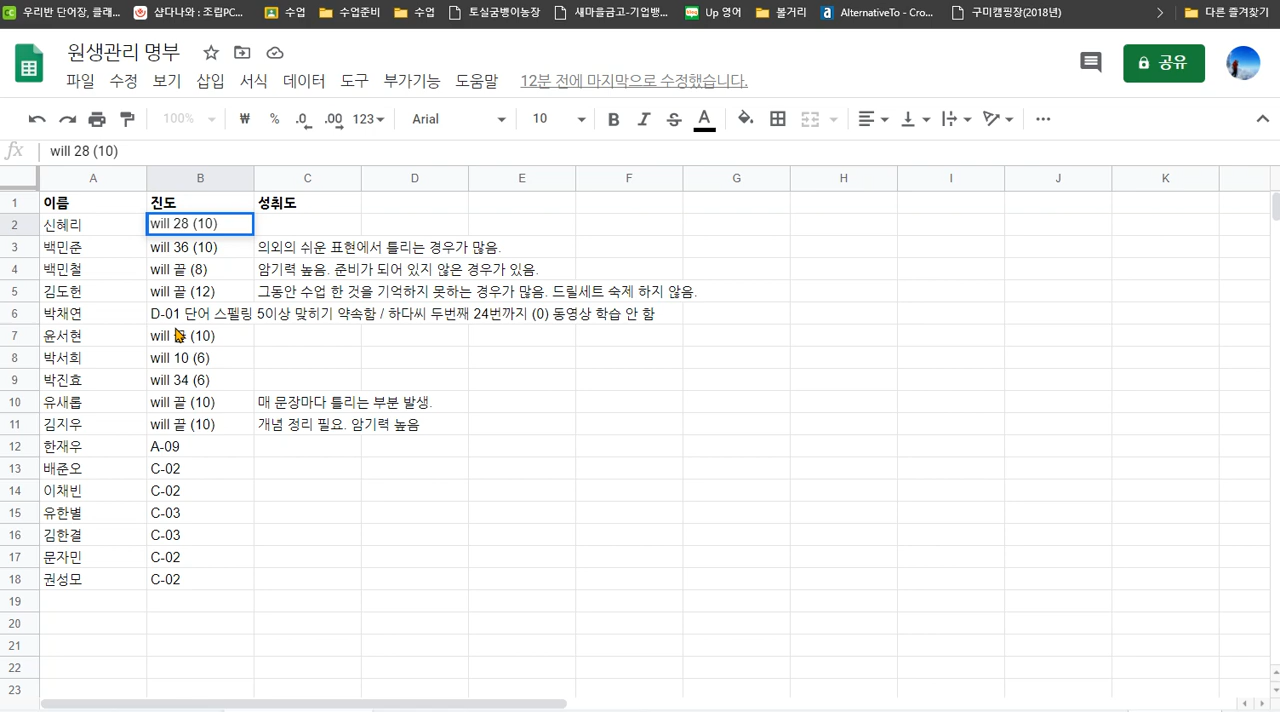 우리반 단어장, 클래... 샵다나와 : 조립PC... 수업 수업준비 수업 토실굼벵이농장 새마을금고-기업뱅... Up 영어 볼거리 AlternativeTo - Cro... 구미캠핑장(2018년) 다른 즐겨찾기
원생관리 명부
파일 수정 보기 삽입 서식 데이터 도구 부가기능 도움말 12분 전에 마지막으로 수정했습니다.
공유
100% ₩ % .0 .00 123 Arial 10 B I S A
fx will 28 (10)
A B C D E F G H I J K
1 이름 진도 성취도
2 신혜리 will 28 (10)
3 백민준 will 36 (10) 의외의 쉬운 표현에서 틀리는 경우가 많음.
4 백민철 will 끝 (8) 암기력 높음. 준비가 되어 있지 않은 경우가 있음.
5 김도헌 will 끝 (12) 그동안 수업 한 것을 기억하지 못하는 경우가 많음. 드릴세트 숙제 하지 않음.
6 박채연 D-01 단어 스펠링 5이상 맞히기 약속함 / 하다씨 두번째 24번까지 (0) 동영상 학습 안 함
7 윤서현 will (10)
8 박서희 will 10 (6)
9 박진효 will 34 (6)
10 유새롭 will 끝 (10) 매 문장마다 틀리는 부분 발생.
11 김지우 will 끝 (10) 개념 정리 필요. 암기력 높음
12 한재우 A-09
13 배준오 C-02
14 이채빈 C-02
15 유한별 C-03
16 김한결 C-03
17 문자민 C-02
18 권성모 C-02
19
20
21
22
23